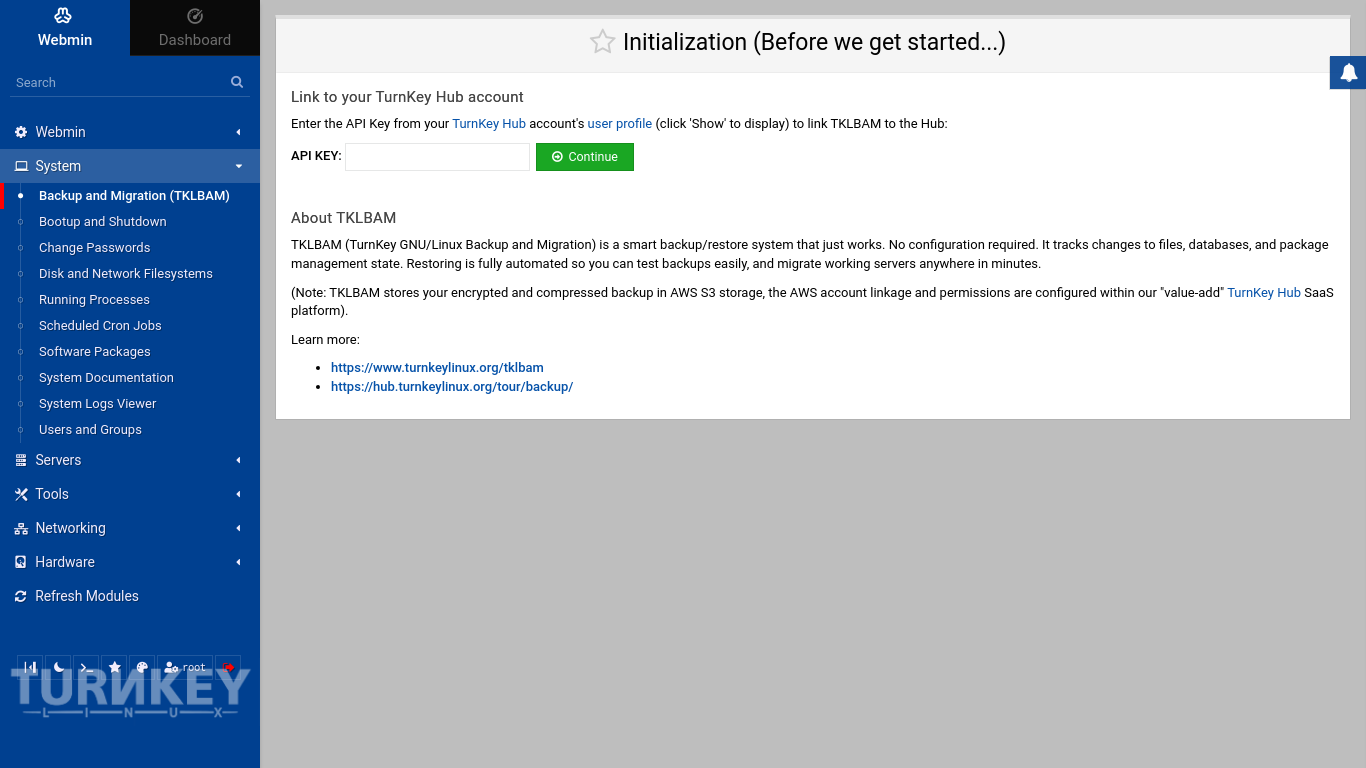 Webmin
Dashboard
Search
Webmin
System
Backup and Migration (TKLBAM)
Bootup and Shutdown
Change Passwords
Disk and Network Filesystems
Running Processes
Scheduled Cron Jobs
Software Packages
System Documentation
System Logs Viewer
Users and Groups
Servers
Tools
Networking
Hardware
Refresh Modules
root
TURNKEY
LINUX
Initialization (Before we get started...)
Link to your TurnKey Hub account
Enter the API Key from your TurnKey Hub account's user profile (click 'Show' to display) to link TKLBAM to the Hub:
API KEY:
Continue
About TKLBAM
TKLBAM (TurnKey GNU/Linux Backup and Migration) is a smart backup/restore system that just works. No configuration required. It tracks changes to files, databases, and package
management state. Restoring is fully automated so you can test backups easily, and migrate working servers anywhere in minutes.
(Note: TKLBAM stores your encrypted and compressed backup in AWS S3 storage, the AWS account linkage and permissions are configured within our "value-add" TurnKey Hub SaaS
platform).
Learn more:
https://www.turnkeylinux.org/tklbam
https://hub.turnkeylinux.org/tour/backup/